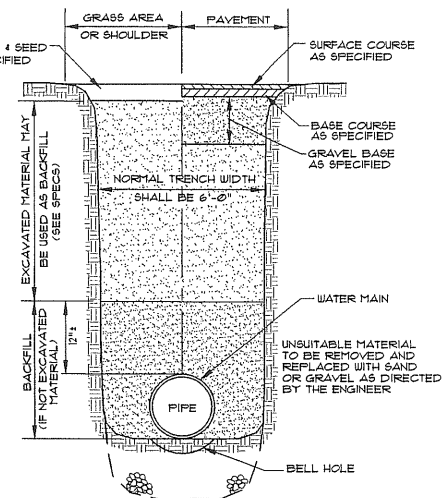 GRASS AREA
OR SHOULDER
PAVEMENT
& SEED
CIFIED
SURFACE COURSE
AS SPECIFIED
BASE COURSE
AS SPECIFIED
GRAVEL BASE
AS SPECIFIED
EXCAVATED MATERIAL MAY
BE USED AS BACKFILL
(SEE SPECS)
NORMAL TRENCH WIDTH
SHALL BE 6'-0"
BACKFILL
(IF NOT EXCAVATED
MATERIAL)
12"±
WATER MAIN
UNSUITABLE MATERIAL
TO BE REMOVED AND
REPLACED WITH SAND
OR GRAVEL AS DIRECTED
BY THE ENGINEER
PIPE
BELL HOLE